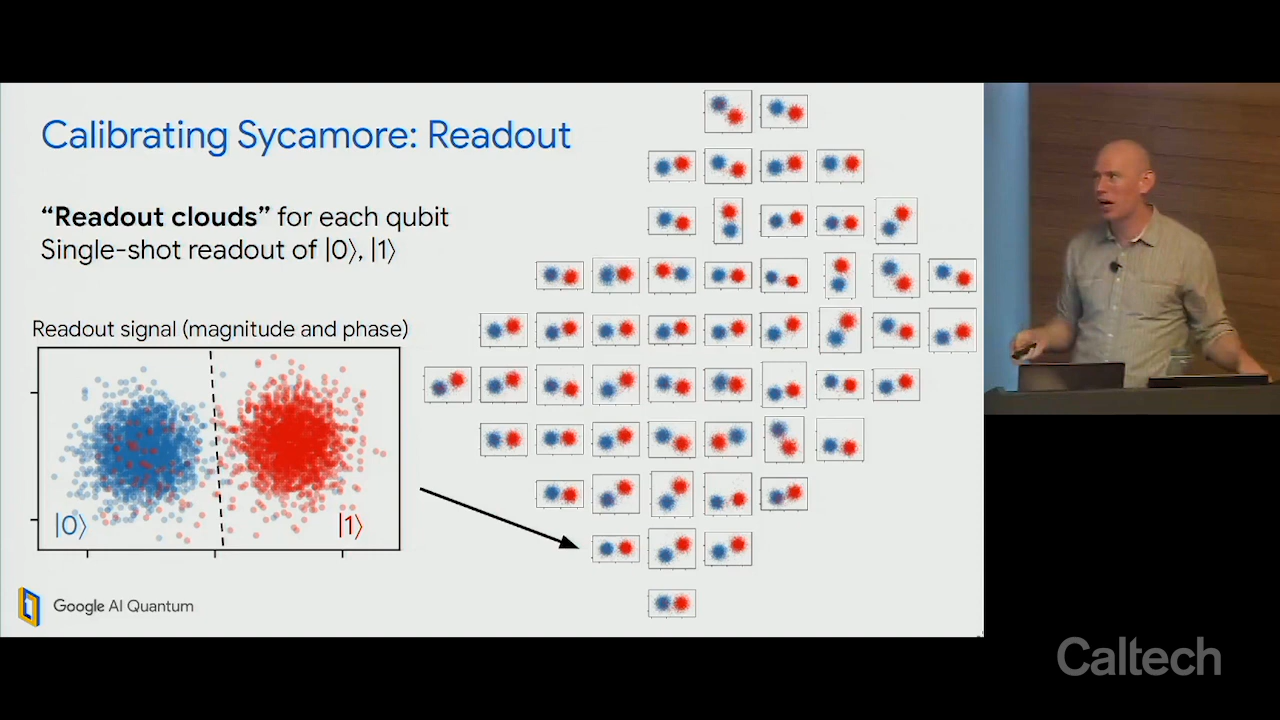 Calibrating Sycamore: Readout
“Readout clouds” for each qubit
Single-shot readout of |0⟩, |1⟩
Readout signal (magnitude and phase)
|0⟩
|1⟩
Google AI Quantum
Caltech